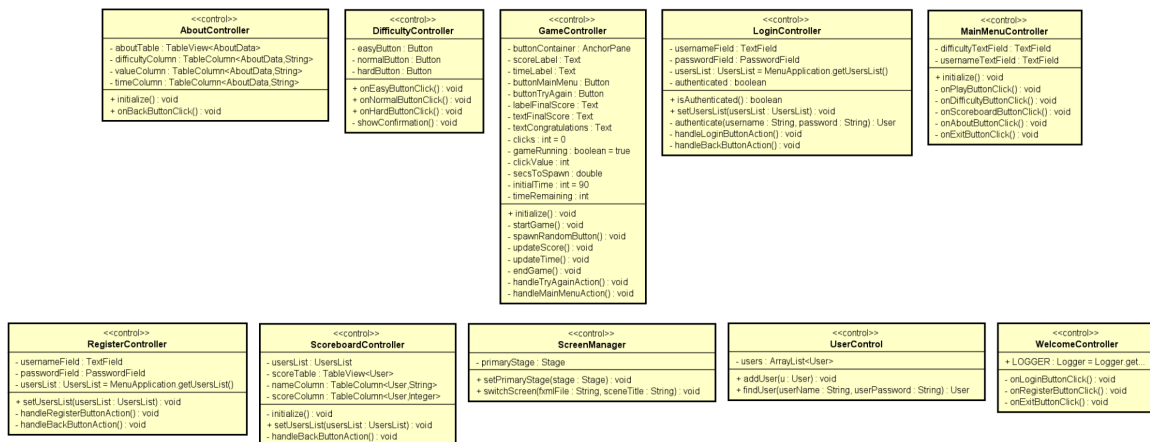 <<control>>
AboutController
- aboutTable : TableView<AboutData>
- difficultyColumn : TableColumn<AboutData,String>
- valueColumn : TableColumn<AboutData,String>
- timeColumn : TableColumn<AboutData,String>
+ initialize() : void
+ onBackButtonClick() : void
<<control>>
DifficultyController
- easyButton : Button
- normalButton : Button
- hardButton : Button
+ onEasyButtonClick() : void
+ onNormalButtonClick() : void
+ onHardButtonClick() : void
- showConfirmation() : void
<<control>>
GameController
- buttonContainer : AnchorPane
- scoreLabel : Text
- timeLabel : Text
- buttonMainMenu : Button
- buttonTryAgain : Button
- labelFinalScore : Text
- textFinalScore : Text
- textCongratulations : Text
- clicks : int = 0
- gameRunning : boolean = true
- clickValue : int
- secsToSpawn : double
- initialTime : int = 90
- timeRemaining : int
+ initialize() : void
- startGame() : void
- spawnRandomButton() : void
- updateScore() : void
- updateTime() : void
- endGame() : void
- handleTryAgainAction() : void
- handleMainMenuAction() : void
<<control>>
LoginController
- usernameField : TextField
- passwordField : PasswordField
- usersList : UsersList = MenuApplication.getUsersList()
- authenticated : boolean
+ isAuthenticated() : boolean
+ setUsersList(usersList : UsersList) : void
- authenticate(username : String, password : String) : User
- handleLoginButtonAction() : void
- handleBackButtonAction() : void
<<control>>
MainMenuController
- difficultyTextField : TextField
- usernameTextField : TextField
+ initialize() : void
- onPlayButtonClick() : void
- onDifficultyButtonClick() : void
- onScoreboardButtonClick() : void
- onAboutButtonClick() : void
- onExitButtonClick() : void
<<control>>
RegisterController
- usernameField : TextField
- passwordField : PasswordField
- usersList : UsersList = MenuApplication.getUsersList()
+ setUsersList(usersList : UsersList) : void
- handleRegisterButtonAction() : void
- handleBackButtonAction() : void
<<control>>
ScoreboardController
- usersList : UsersList
- scoreTable : TableView<User>
- nameColumn : TableColumn<User,String>
- scoreColumn : TableColumn<User,Integer>
- initialize() : void
+ setUsersList(usersList : UsersList) : void
- handleBackButtonAction() : void
<<control>>
ScreenManager
- primaryStage : Stage
+ setPrimaryStage(stage : Stage) : void
+ switchScreen(fxmlFile : String, sceneTitle : String) : void
<<control>>
UserControl
- users : ArrayList<User>
+ addUser(u : User) : void
+ findUser(userName : String, userPassword : String) : User
<<control>>
WelcomeController
+ LOGGER : Logger = Logger.get...
- onLoginButtonClick() : void
- onRegisterButtonClick() : void
- onExitButtonClick() : void